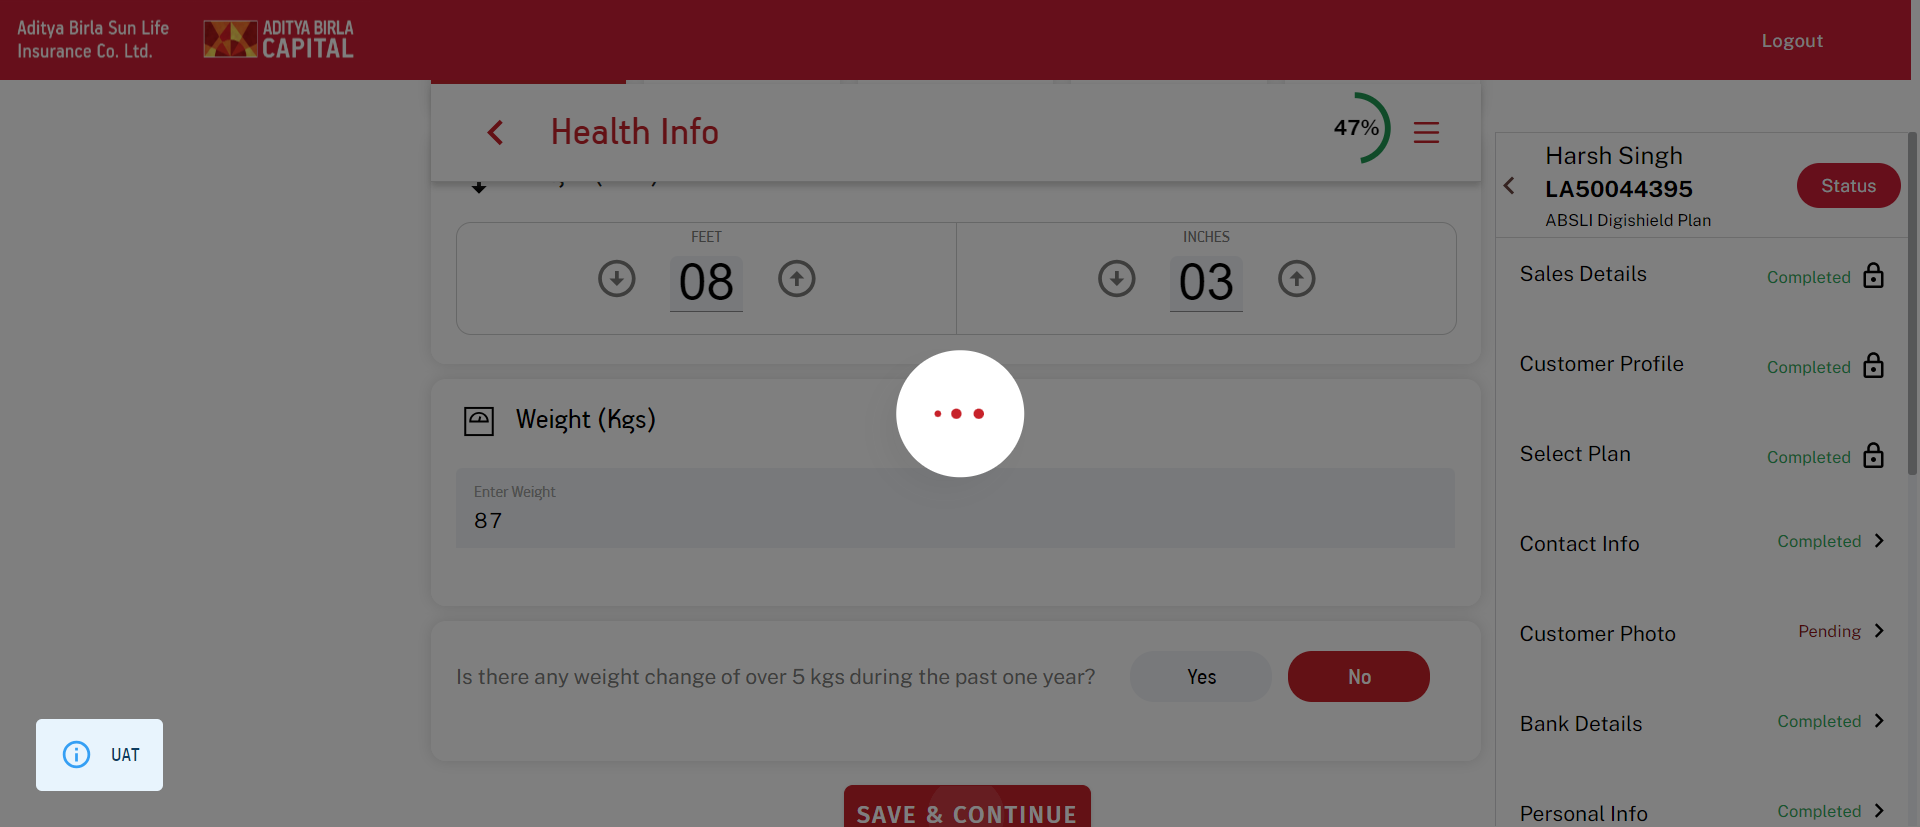 Aditya Birla Sun Life
Insurance Co. Ltd.
ADITYA BIRLA
CAPITAL
Logout
Health Info
47%
FEET
08
INCHES
03
Weight (Kgs)
Enter Weight
87
Is there any weight change of over 5 kgs during the past one year?
Yes
No
SAVE & CONTINUE
UAT
Harsh Singh
LA50044395
ABSLI Digishield Plan
Status
Sales Details
Completed
Customer Profile
Completed
Select Plan
Completed
Contact Info
Completed
Customer Photo
Pending
Bank Details
Completed
Personal Info
Completed